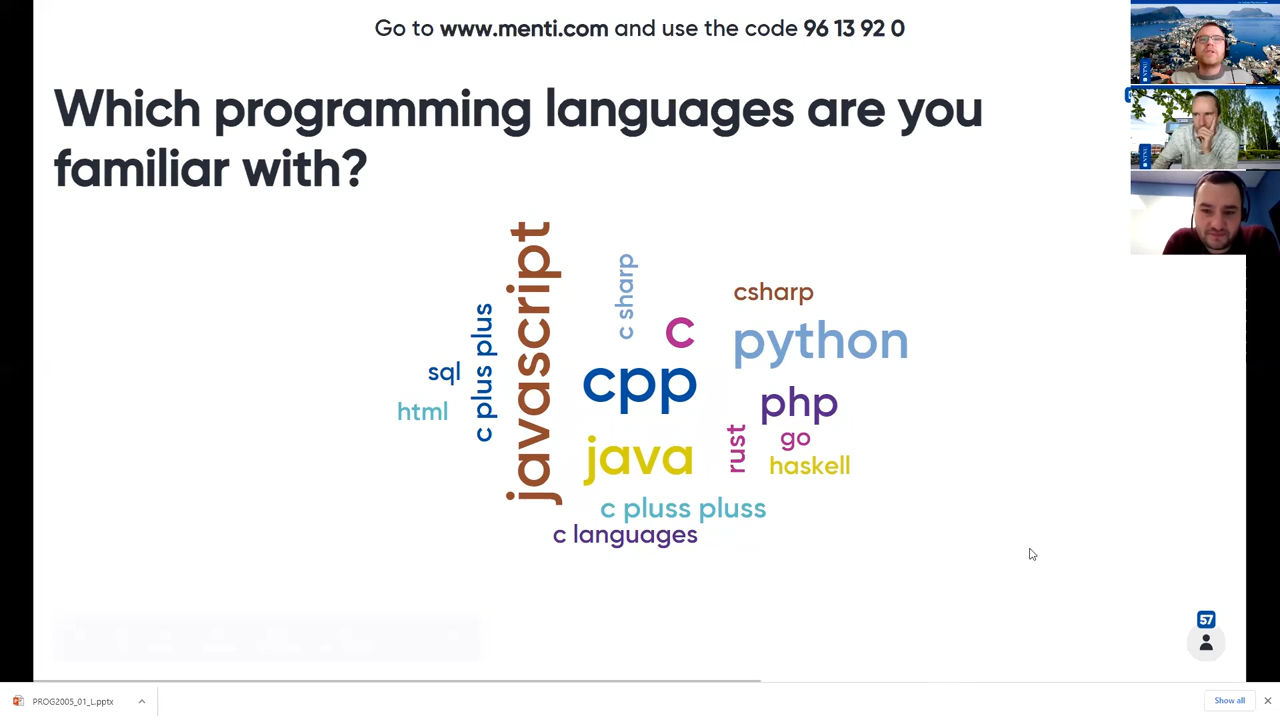 Go to www.menti.com and use the code 96 13 92 0
Which programming languages are you
familiar with?
javascript
c sharp
csharp
c
python
c plus plus
sql
cpp
html
php
go
rust
java
haskell
c pluss pluss
c languages
57
PROG2005_01_L.pptx
Show all
NTNU
NTNU